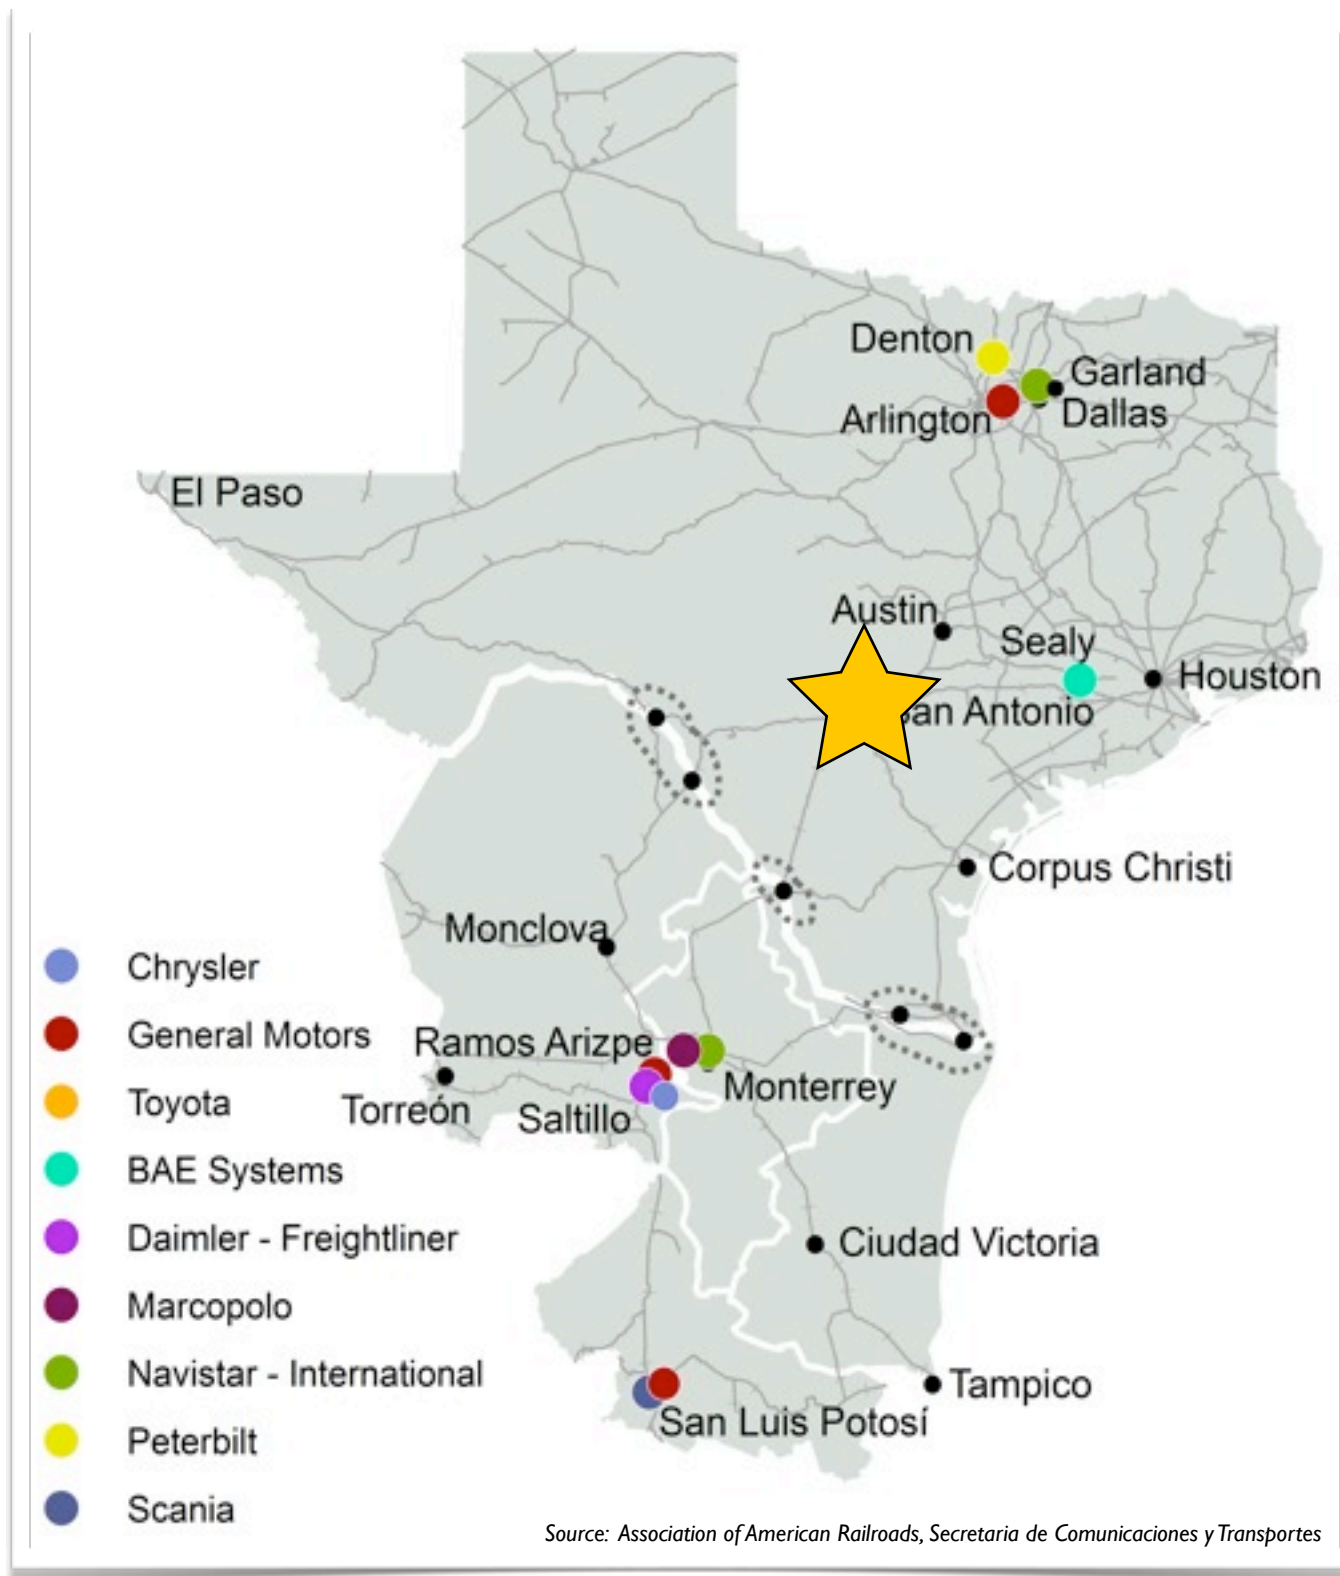 Denton
Garland
Arlington
Dallas
El Paso
Austin
Sealy
Houston
San Antonio
Corpus Christi
Monclova
Chrysler
General Motors
Ramos Arizpe
Monterrey
Toyota
Torreón
Saltillo
BAE Systems
Daimler - Freightliner
Ciudad Victoria
Marcopolo
Navistar - International
Tampico
San Luis Potosí
Peterbilt
Scania
Source: Association of American Railroads, Secretaria de Comunicaciones y Transportes